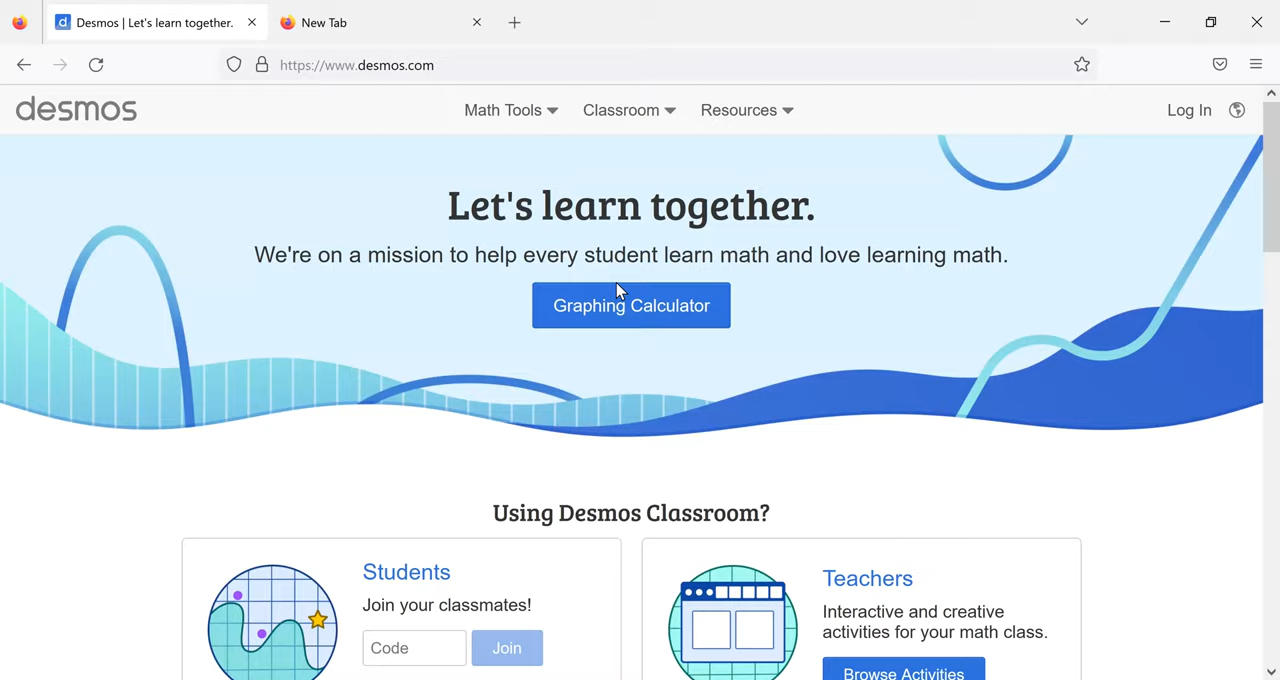 Desmos | Let's learn together.
New Tab
https://www.desmos.com
desmos
Math Tools
Classroom
Resources
Log In
Let's learn together.
We're on a mission to help every student learn math and love learning math.
Graphing Calculator
Using Desmos Classroom?
Students
Join your classmates!
Code
Join
Teachers
Interactive and creative
activities for your math class.
Browse Activities